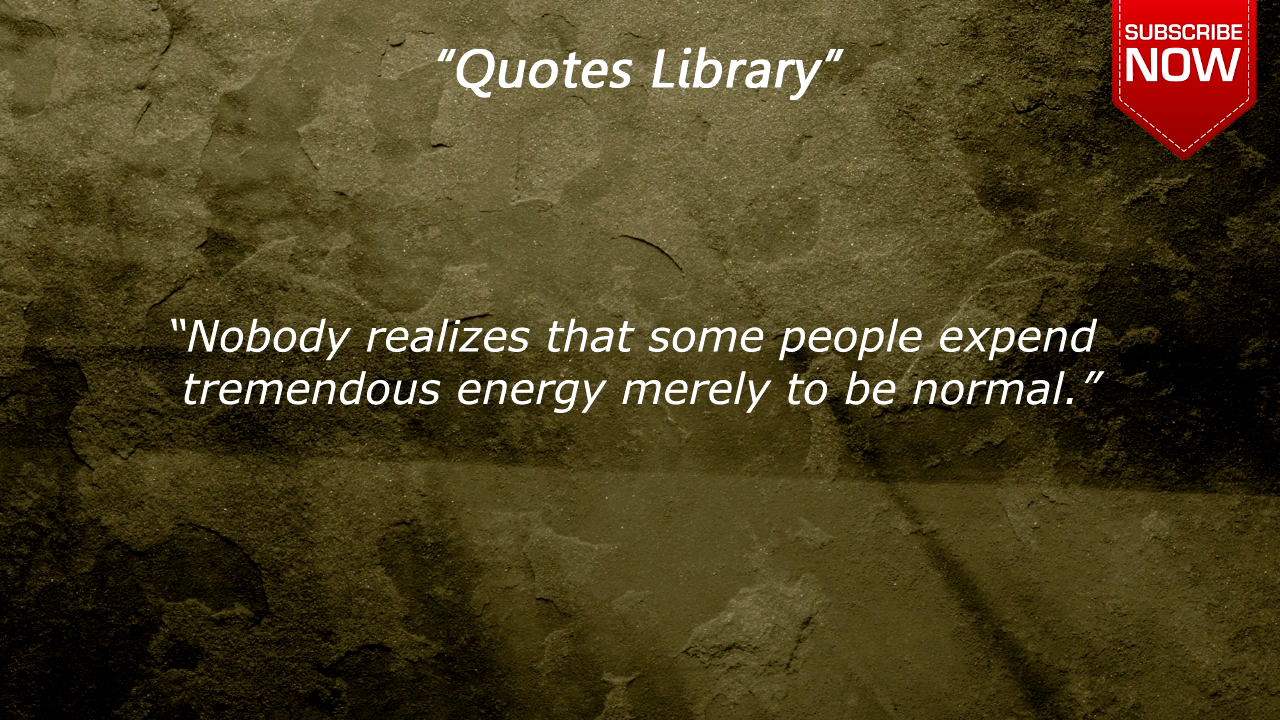 “Quotes Library”
SUBSCRIBE
NOW
“Nobody realizes that some people expend
tremendous energy merely to be normal.”